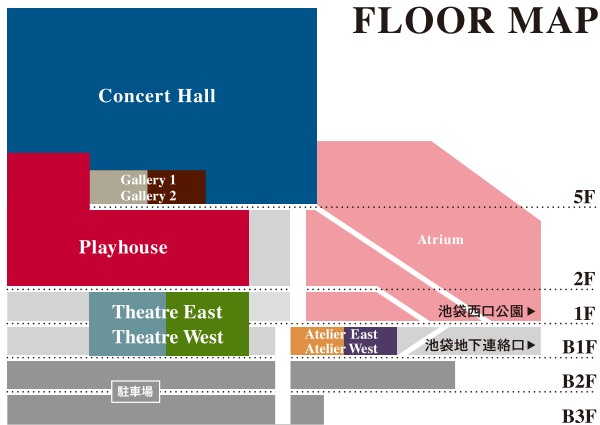 FLOOR MAP
Concert Hall
Gallery 1
Gallery 2
5F
Playhouse
Atrium
2F
Theatre East
Theatre West
池袋西口公園▶
1F
Atelier East
Atelier West
池袋地下連絡口▶
B1F
B2F
駐車場
B3F